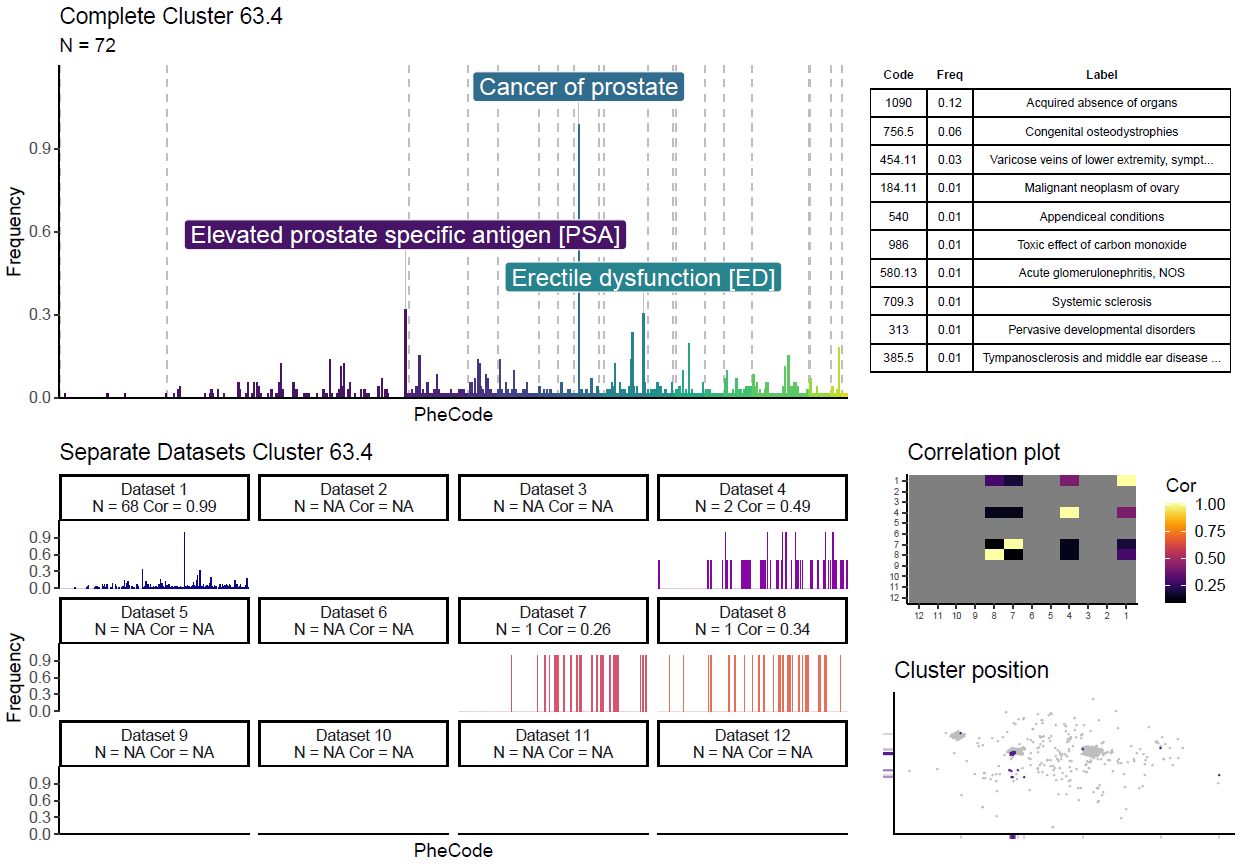 Complete Cluster 63.4
N = 72
Cancer of prostate
Elevated prostate specific antigen [PSA]
Erectile dysfunction [ED]
Frequency
0.9
0.6
0.3
0.0
PheCode
Code Freq Label
1090 0.12 Acquired absence of organs
756.5 0.06 Congenital osteodystrophies
454.11 0.03 Varicose veins of lower extremity, sympt...
184.11 0.01 Malignant neoplasm of ovary
540 0.01 Appendiceal conditions
986 0.01 Toxic effect of carbon monoxide
580.13 0.01 Acute glomerulonephritis, NOS
709.3 0.01 Systemic sclerosis
313 0.01 Pervasive developmental disorders
385.5 0.01 Tympanosclerosis and middle ear disease ...
Separate Datasets Cluster 63.4
Dataset 1
N = 68 Cor = 0.99
Dataset 2
N = NA Cor = NA
Dataset 3
N = NA Cor = NA
Dataset 4
N = 2 Cor = 0.49
0.9
0.6
0.3
0.0
Dataset 5
N = NA Cor = NA
Dataset 6
N = NA Cor = NA
Dataset 7
N = 1 Cor = 0.26
Dataset 8
N = 1 Cor = 0.34
Frequency
0.9
0.6
0.3
0.0
Dataset 9
N = NA Cor = NA
Dataset 10
N = NA Cor = NA
Dataset 11
N = NA Cor = NA
Dataset 12
N = NA Cor = NA
0.9
0.6
0.3
0.0
PheCode
Correlation plot
1
2
3
4
5
6
7
8
9
10
11
12
12 11 10 9 8 7 6 4 3 2 1
Cor
1.00
0.75
0.50
0.25
Cluster position